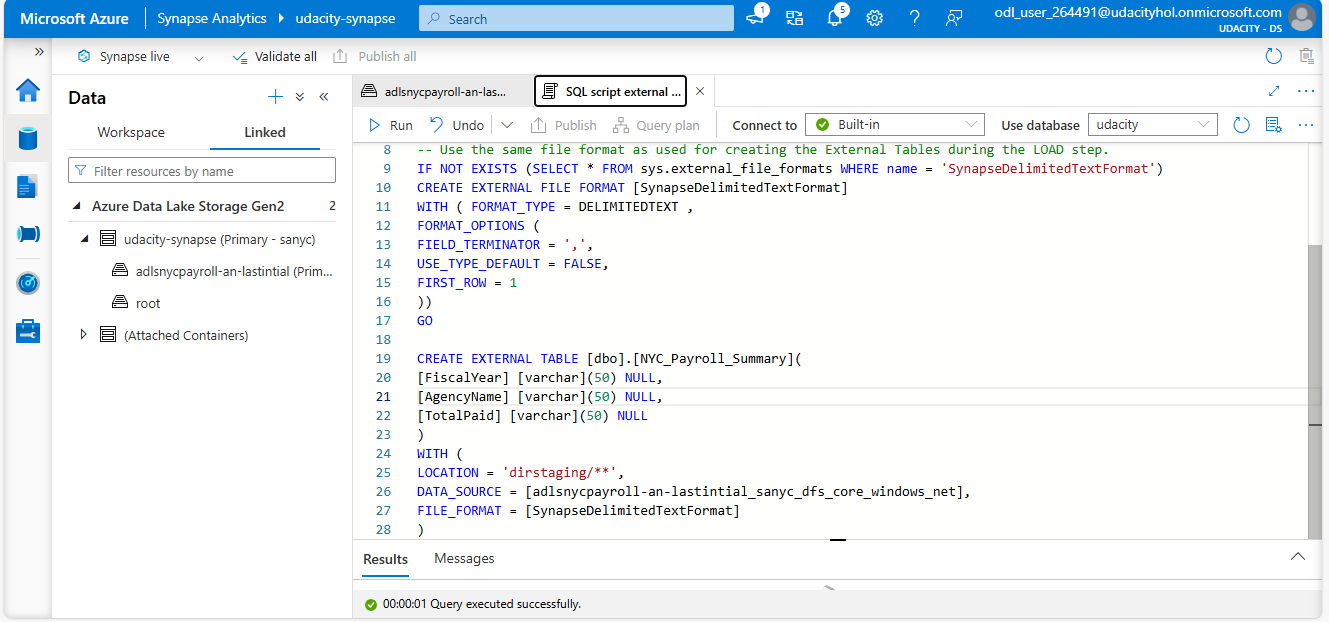 Microsoft Azure
Synapse Analytics
udacity-synapse
Search
1
5
odl_user_264491@udacityhol.onmicrosoft.com
UDACITY - DS
Synapse live
Validate all
Publish all
Data
Workspace
Linked
Filter resources by name
Azure Data Lake Storage Gen2 2
udacity-synapse (Primary - sanyc)
adlsnycpayroll-an-lastintial (Prim...
root
(Attached Containers)
adlsnycpayroll-an-las...
SQL script external ...
Run
Undo
Publish
Query plan
Connect to
Built-in
Use database
udacity
8 -- Use the same file format as used for creating the External Tables during the LOAD step.
9 IF NOT EXISTS (SELECT * FROM sys.external_file_formats WHERE name = 'SynapseDelimitedTextFormat')
10 CREATE EXTERNAL FILE FORMAT [SynapseDelimitedTextFormat]
11 WITH ( FORMAT_TYPE = DELIMITEDTEXT ,
12 FORMAT_OPTIONS (
13 FIELD_TERMINATOR = ',',
14 USE_TYPE_DEFAULT = FALSE,
15 FIRST_ROW = 1
16 ))
17 GO
18
19 CREATE EXTERNAL TABLE [dbo].[NYC_Payroll_Summary](
20 [FiscalYear] [varchar](50) NULL,
21 [AgencyName] [varchar](50) NULL,
22 [TotalPaid] [varchar](50) NULL
23 )
24 WITH (
25 LOCATION = 'dirstaging/**',
26 DATA_SOURCE = [adlsnycpayroll-an-lastintial_sanyc_dfs_core_windows_net],
27 FILE_FORMAT = [SynapseDelimitedTextFormat]
28 )
Results
Messages
00:00:01 Query executed successfully.